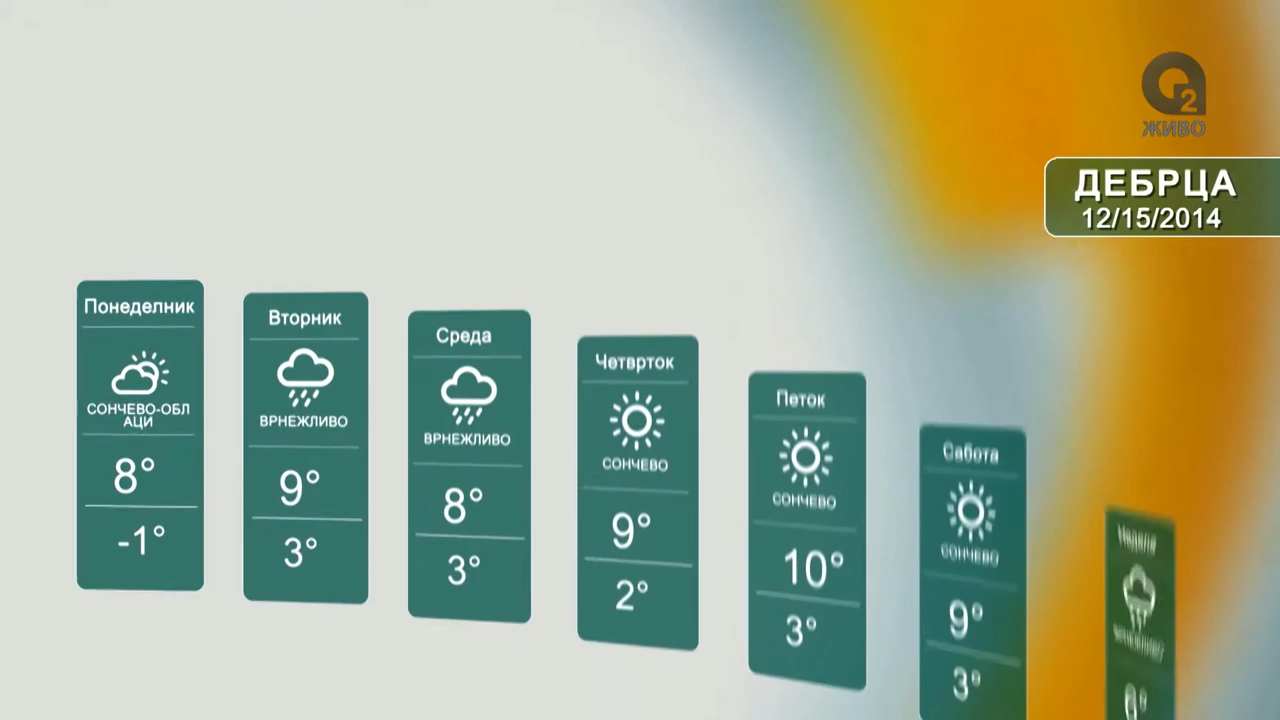 2
ЖИВО
ДЕБРЦА
12/15/2014
Понеделник
СОНЧЕВО-ОБЛ
АЦИ
8°
-1°
Вторник
ВРНЕЖЛИВО
9°
3°
Среда
ВРНЕЖЛИВО
8°
3°
Четврток
СОНЧЕВО
9°
2°
Петок
СОНЧЕВО
10°
3°
Сабота
СОНЧЕВО
9°
3°
Недела